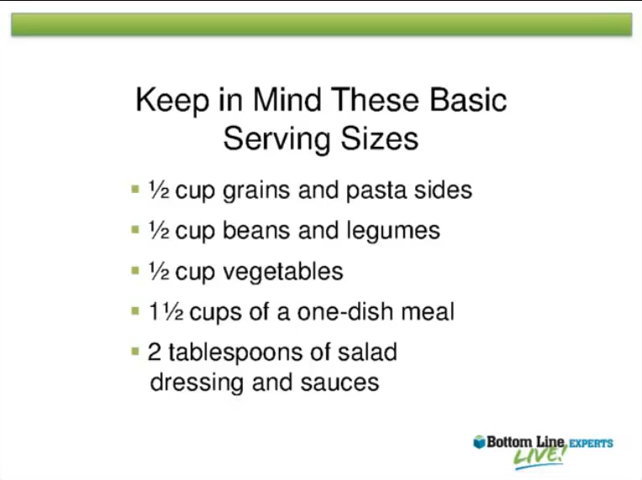 Keep in Mind These Basic
Serving Sizes
½ cup grains and pasta sides
½ cup beans and legumes
½ cup vegetables
1½ cups of a one-dish meal
2 tablespoons of salad
dressing and sauces
Bottom Line EXPERTS
LIVE!